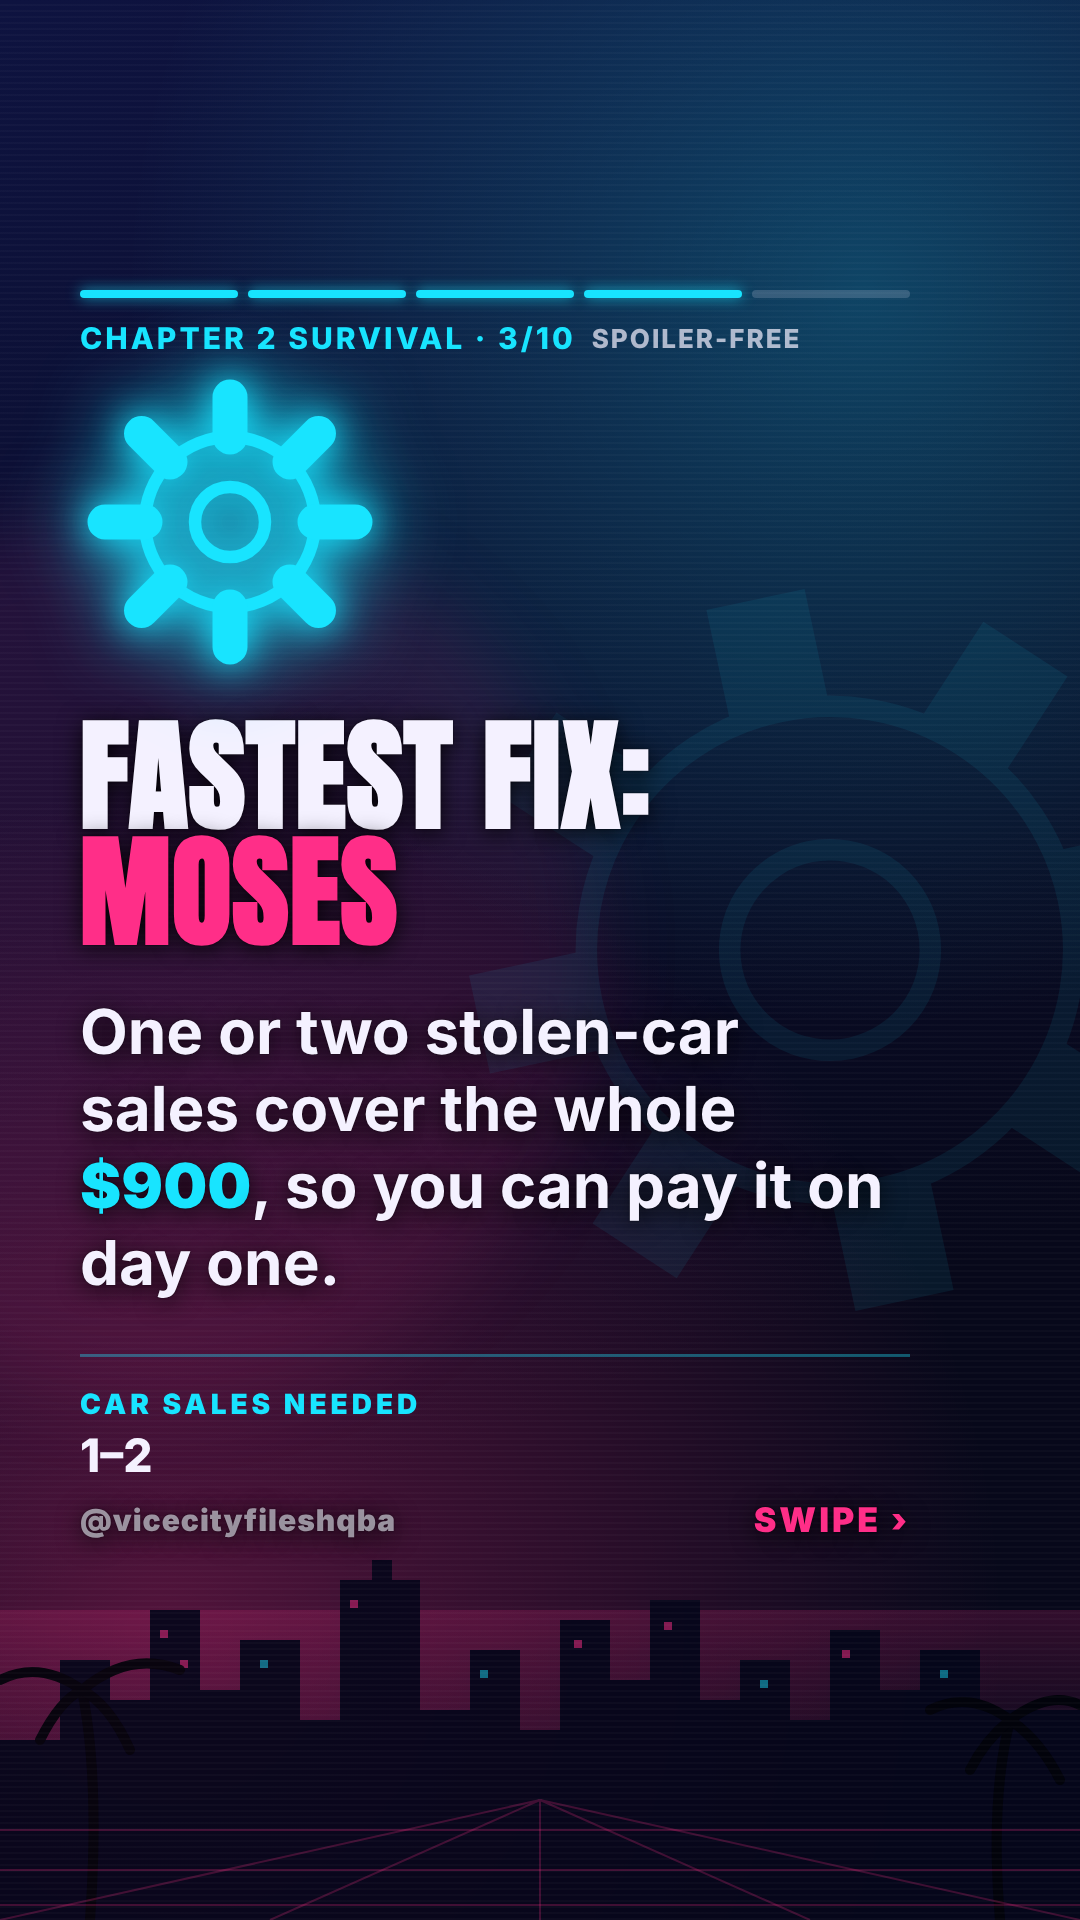 CHAPTER 2 SURVIVAL · 3/10 SPOILER-FREE
FASTEST FIX:
MOSES
One or two stolen-car
sales cover the whole
$900, so you can pay it on
day one.
CAR SALES NEEDED
1–2
@vicecityfileshqba
SWIPE ›